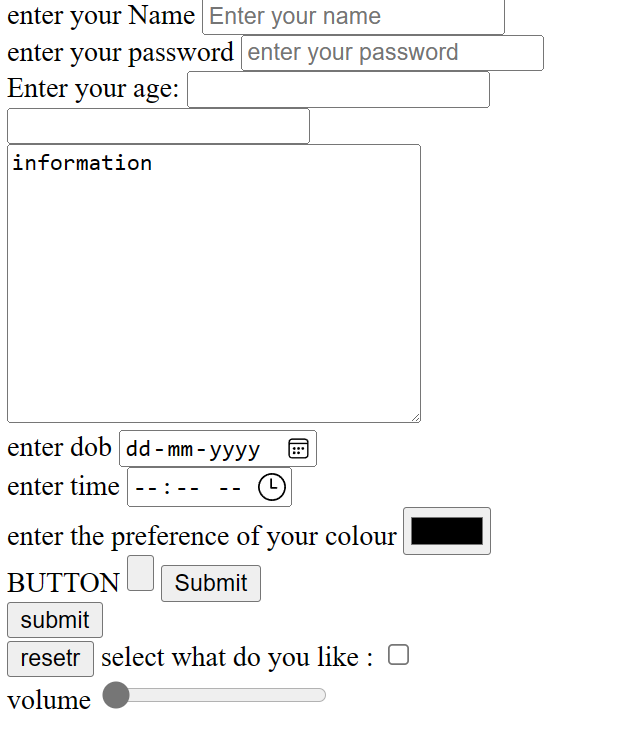 enter your Name Enter your name
enter your password enter your password
Enter your age:
information
enter dob dd-mm-yyyy
enter time --:-- --
enter the preference of your colour
BUTTON Submit
submit
resetr select what do you like :
volume